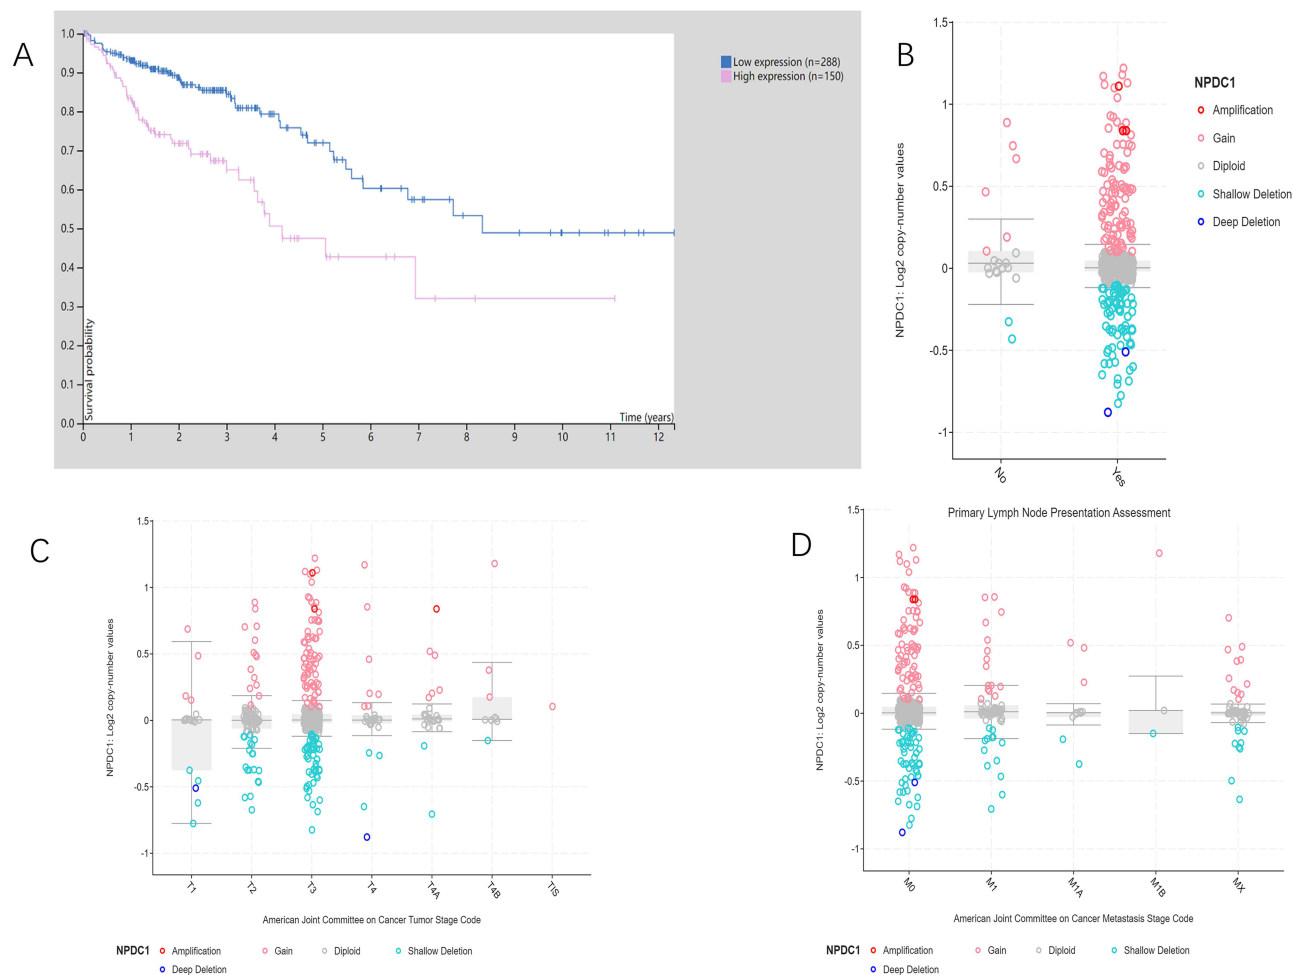 A
1.0
0.9
0.8
0.7
0.6
0.5
0.4
0.3
0.2
0.1
0.0
Survival probability
Time (years)
0 1 2 3 4 5 6 7 8 9 10 11 12
Low expression (n=288)
High expression (n=150)
B
1.5
1
0.5
0
-0.5
-1
NPDC1: Log2 copy-number values
No
Yes
Primary Lymph Node Presentation Assessment
NPDC1
Amplification
Gain
Diploid
Shallow Deletion
Deep Deletion
C
1.5
1
0.5
0
-0.5
-1
NPDC1: Log2 copy-number values
T1
T2
T3
T4
T4A
T4B
TIS
American Joint Committee on Cancer Tumor Stage Code
NPDC1 Amplification Gain Diploid Shallow Deletion
Deep Deletion
D
1.5
1
0.5
0
-0.5
-1
NPDC1: Log2 copy-number values
M0
M1
M1A
M1B
MX
American Joint Committee on Cancer Metastasis Stage Code
NPDC1 Amplification Gain Diploid Shallow Deletion
Deep Deletion